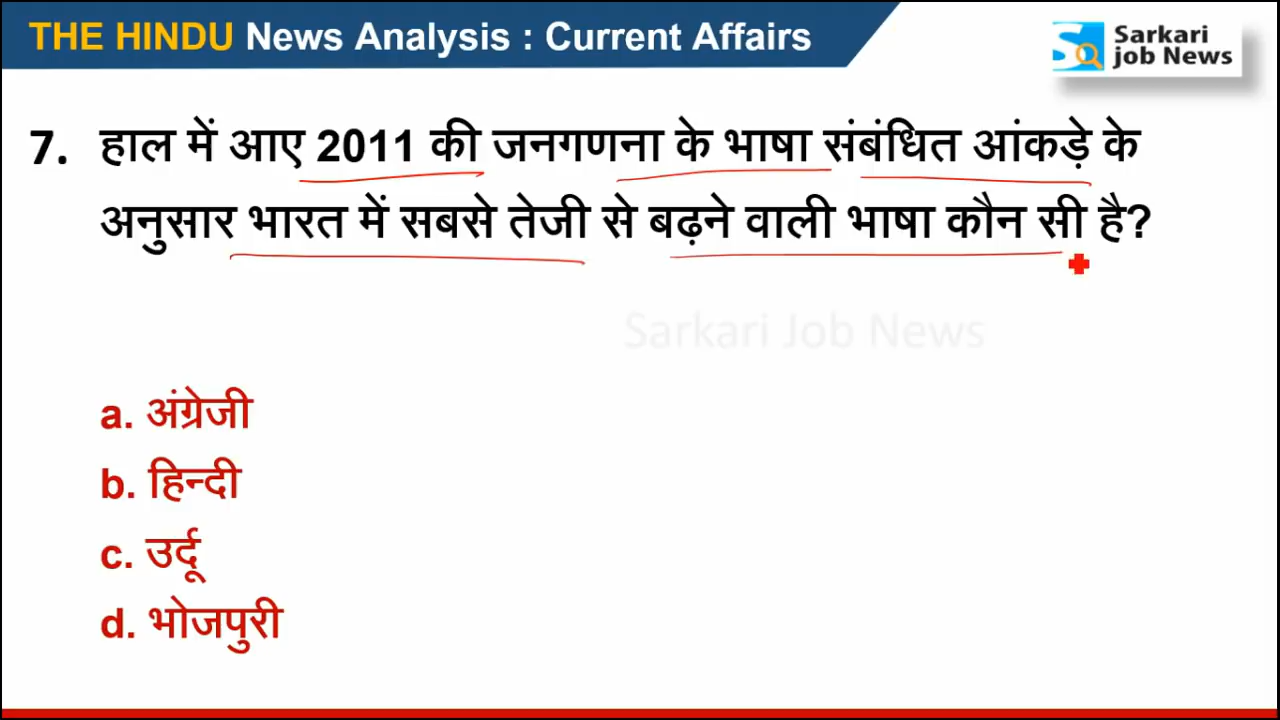 THE HINDU News Analysis : Current Affairs
Sarkari
job News
7. हाल में आए 2011 की जनगणना के भाषा संबंधित आंकड़े के
अनुसार भारत में सबसे तेजी से बढ़ने वाली भाषा कौन सी है?
Sarkari Job News
a. अंग्रेजी
b. हिन्दी
c. उर्दू
d. भोजपुरी